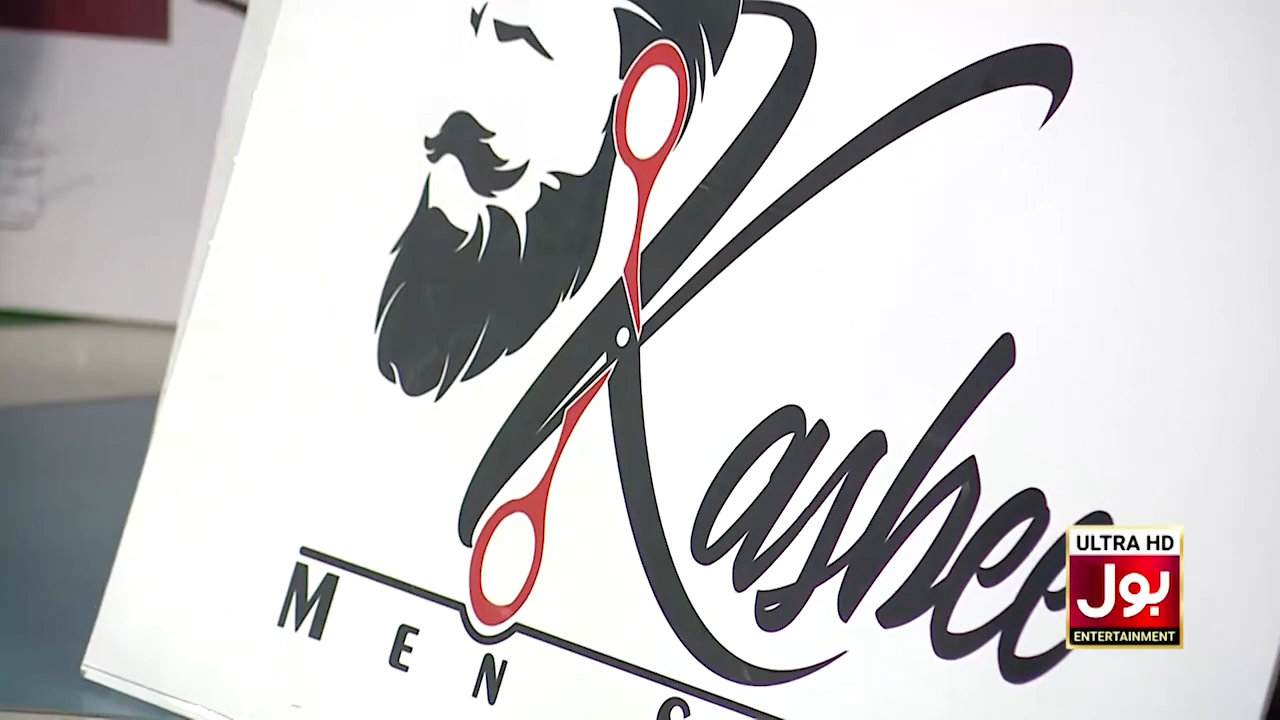 Kashee
MEN S
ULTRA HD
بول
ENTERTAINMENT